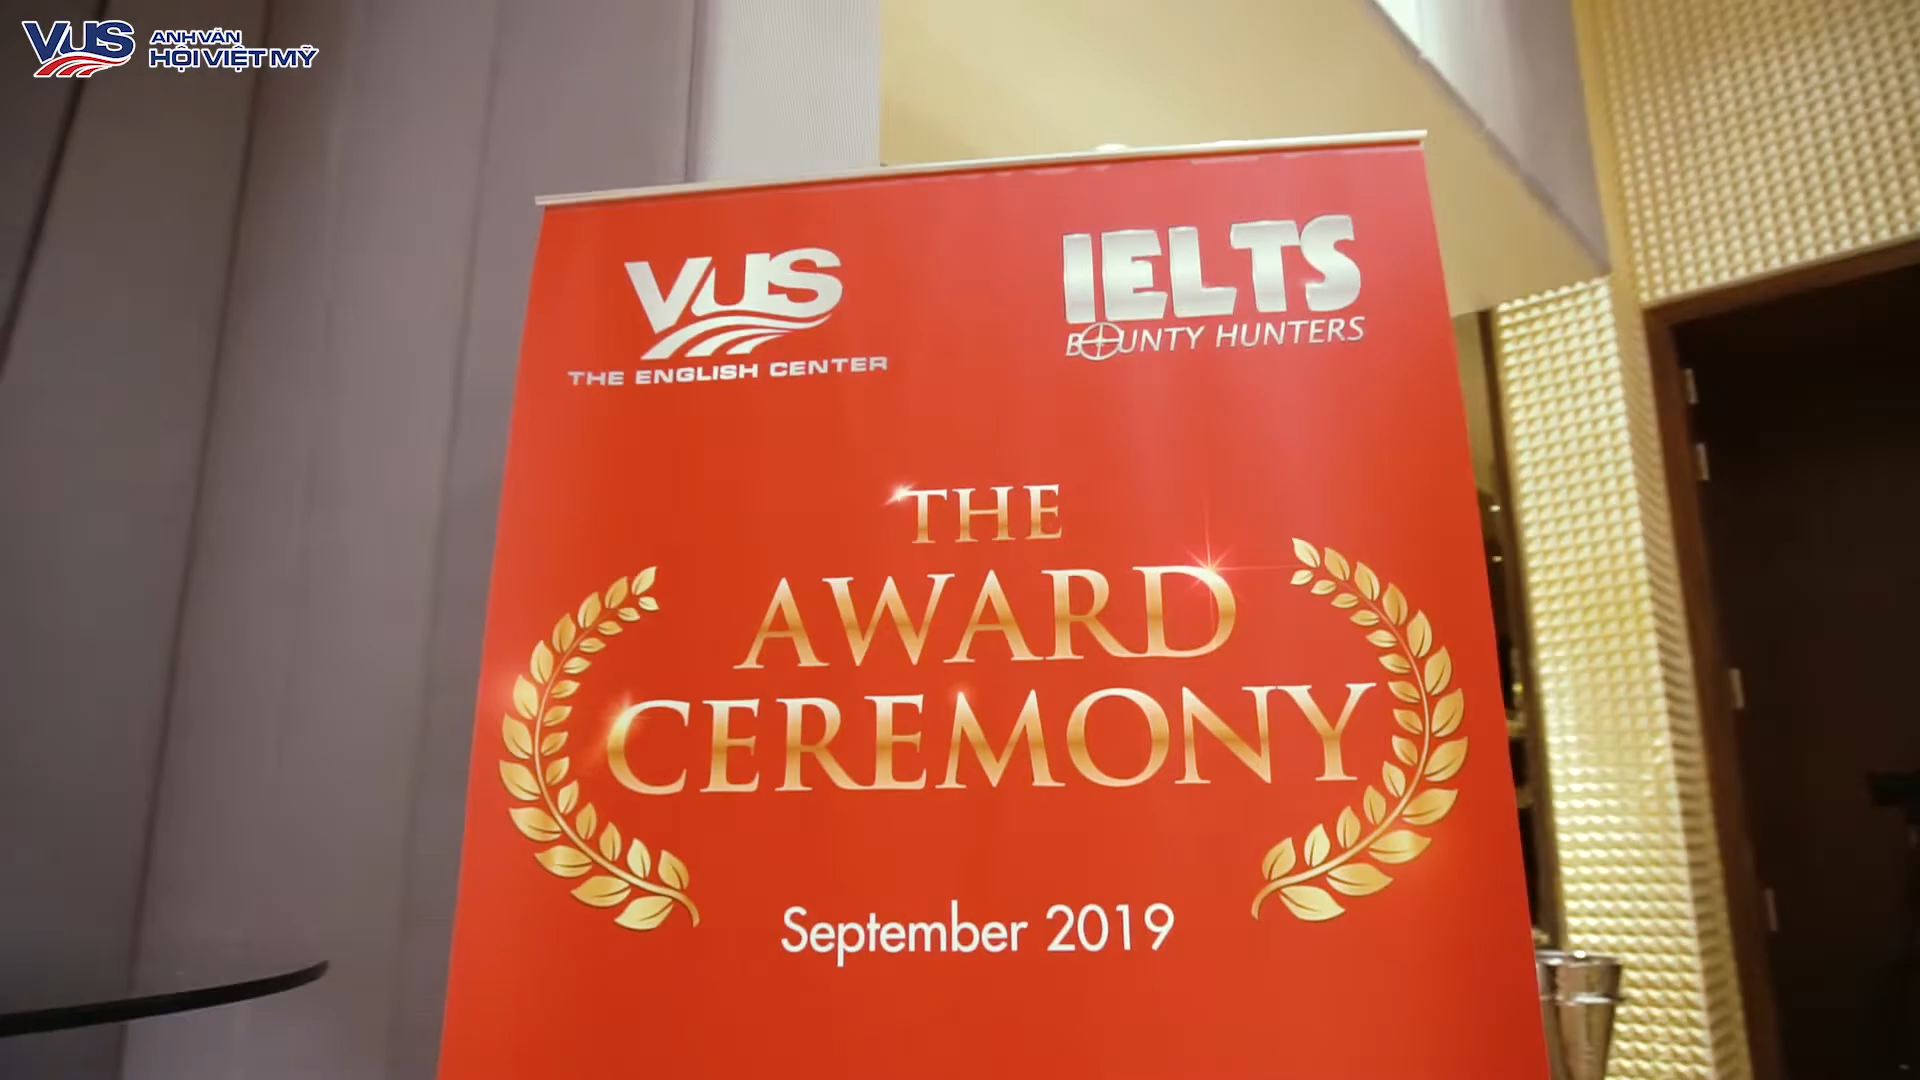 VUS
ANH VĂN
HỘI VIỆT MỸ
VUS
THE ENGLISH CENTER
IELTS
BOUNTY HUNTERS
THE
AWARD
CEREMONY
September 2019